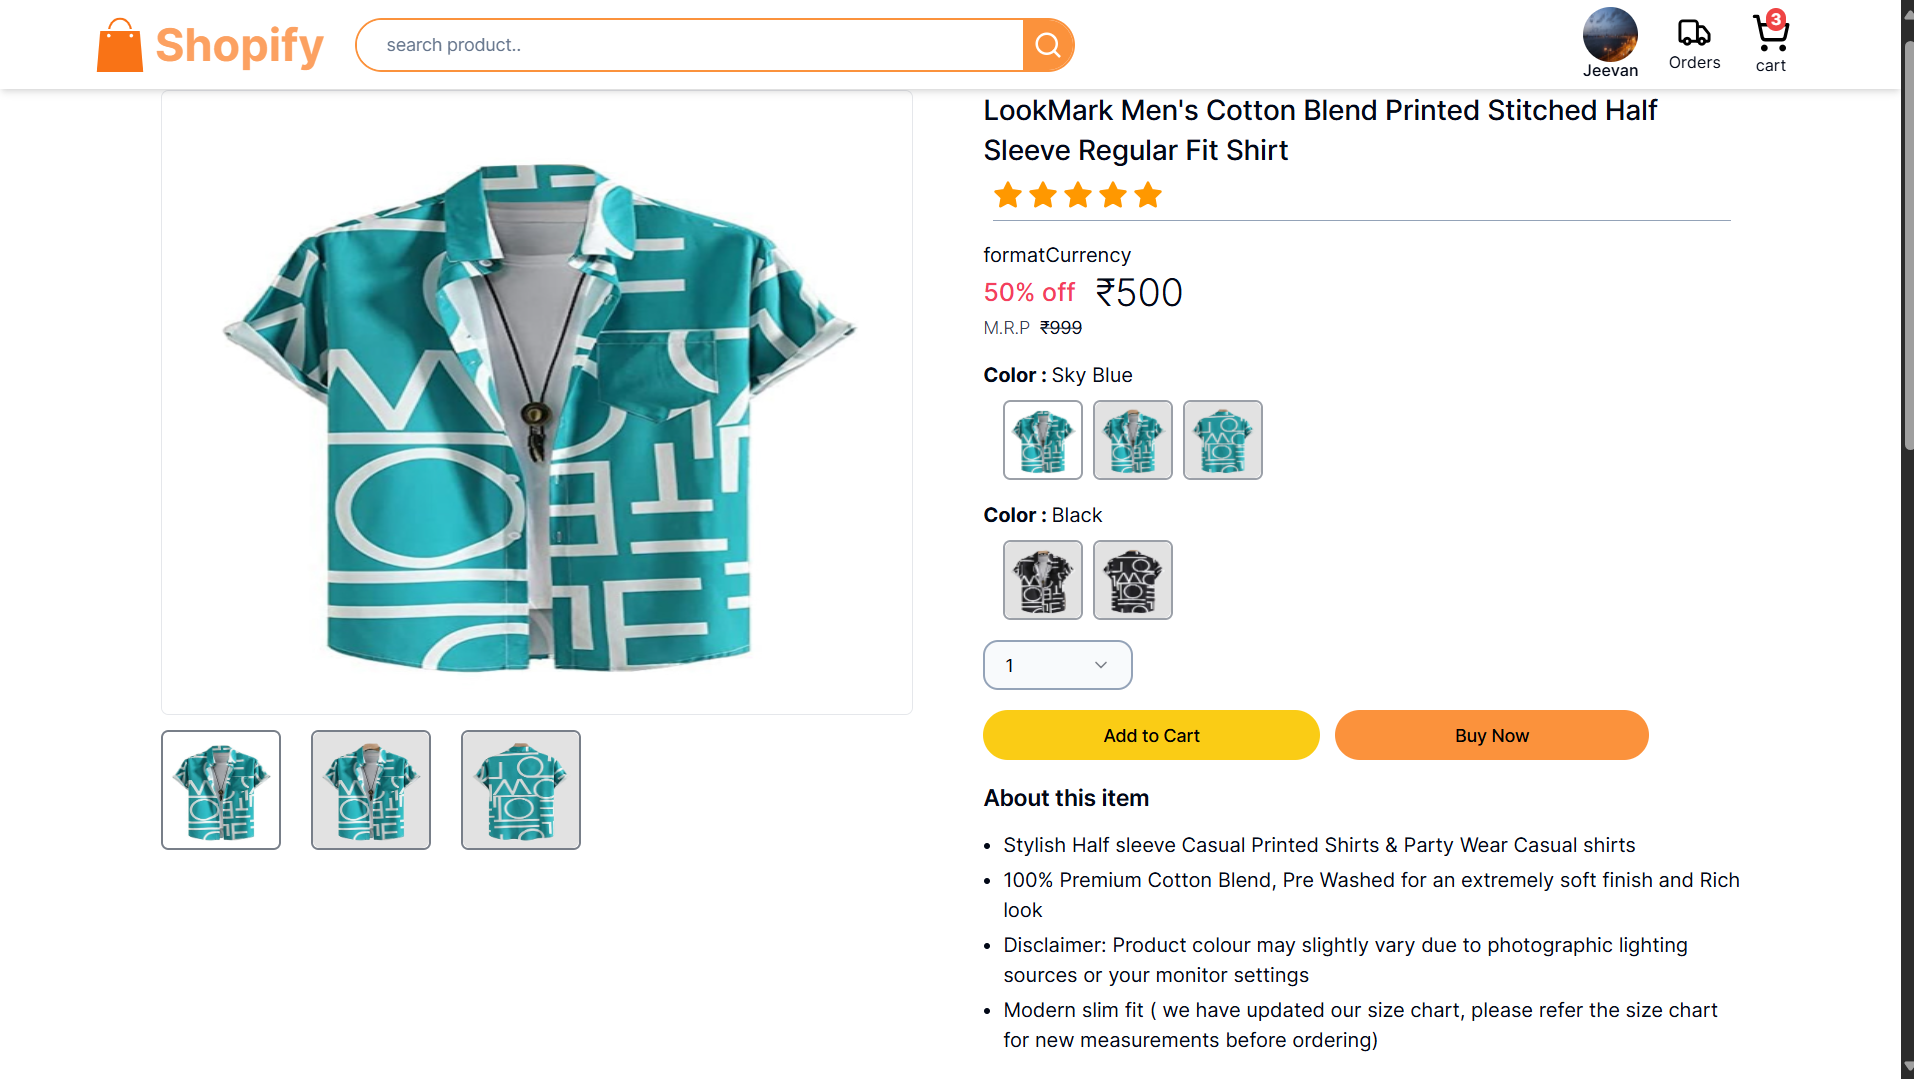 Shopify
search product..
Jeevan
Orders
3
cart
LookMark Men's Cotton Blend Printed Stitched Half
Sleeve Regular Fit Shirt
formatCurrency
50% off ₹500
M.R.P ₹999
Color : Sky Blue
Color : Black
1
Add to Cart
Buy Now
About this item
• Stylish Half sleeve Casual Printed Shirts & Party Wear Casual shirts
• 100% Premium Cotton Blend, Pre Washed for an extremely soft finish and Rich
look
• Disclaimer: Product colour may slightly vary due to photographic lighting
sources or your monitor settings
• Modern slim fit ( we have updated our size chart, please refer the size chart
for new measurements before ordering)